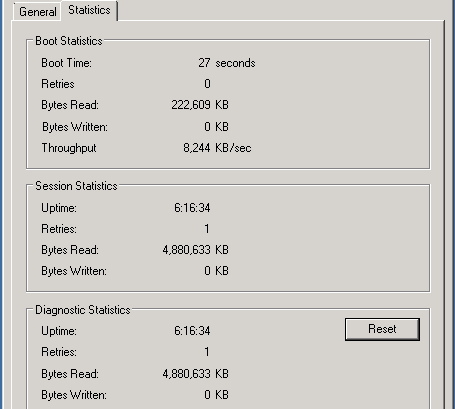 General Statistics
Boot Statistics
Boot Time: 27 seconds
Retries 0
Bytes Read: 222,609 KB
Bytes Written: 0 KB
Throughput 8,244 KB/sec
Session Statistics
Uptime: 6:16:34
Retries: 1
Bytes Read: 4,880,633 KB
Bytes Written: 0 KB
Diagnostic Statistics
Uptime: 6:16:34 Reset
Retries: 1
Bytes Read: 4,880,633 KB
Bytes Written: 0 KB